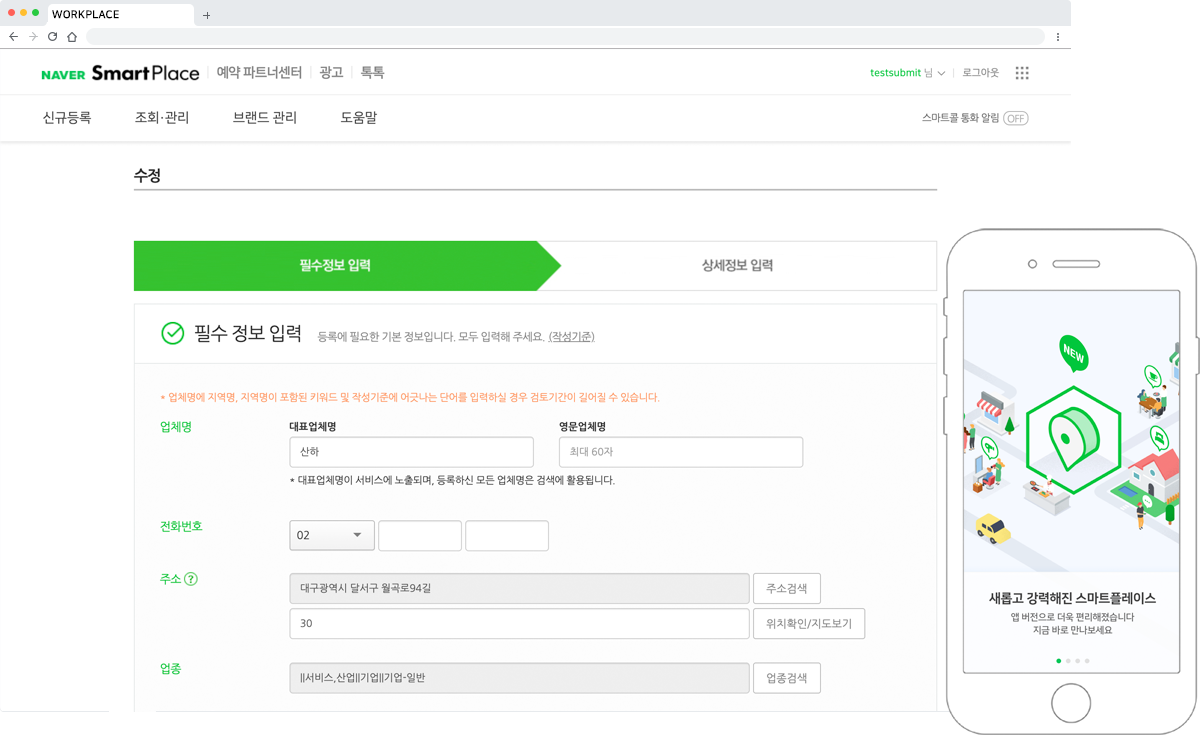 WORKPLACE
NAVER SmartPlace 예약 파트너센터 광고 톡톡
testsubmit 님 로그아웃
신규등록 조회·관리 브랜드 관리 도움말
스마트콜 통화 알림 OFF
수정
필수정보 입력 상세정보 입력
필수 정보 입력 등록에 필요한 기본 정보입니다. 모두 입력해 주세요. (작성기준)
* 업체명에 지역명, 지역명이 포함된 키워드 및 작성기준에 어긋나는 단어를 입력하실 경우 검토기간이 길어질 수 있습니다.
업체명 대표업체명 영문업체명
산하 최대 60자
* 대표업체명이 서비스에 노출되며, 등록하신 모든 업체명은 검색에 활용됩니다.
전화번호 02
주소 ? 대구광역시 달서구 월곡로94길 주소검색
30 위치확인/지도보기
업종 ||서비스,산업||기업||기업-일반 업종검색
NEW
새롭고 강력해진 스마트플레이스
앱 버전으로 더욱 편리해졌습니다
지금 바로 만나보세요